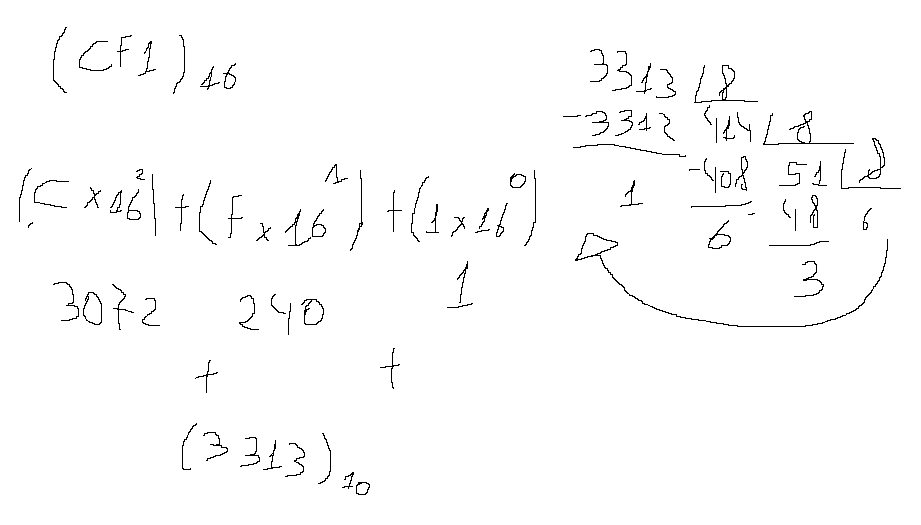 (CF1)₁₆
(C x 16²) + (F x 16¹) + (1 x 16⁰)
3072 240 1
+ +
(3313)₁₀
3313 | 8
-3312 414 | 8
1 -408 51 | 8
6 -48 6
3